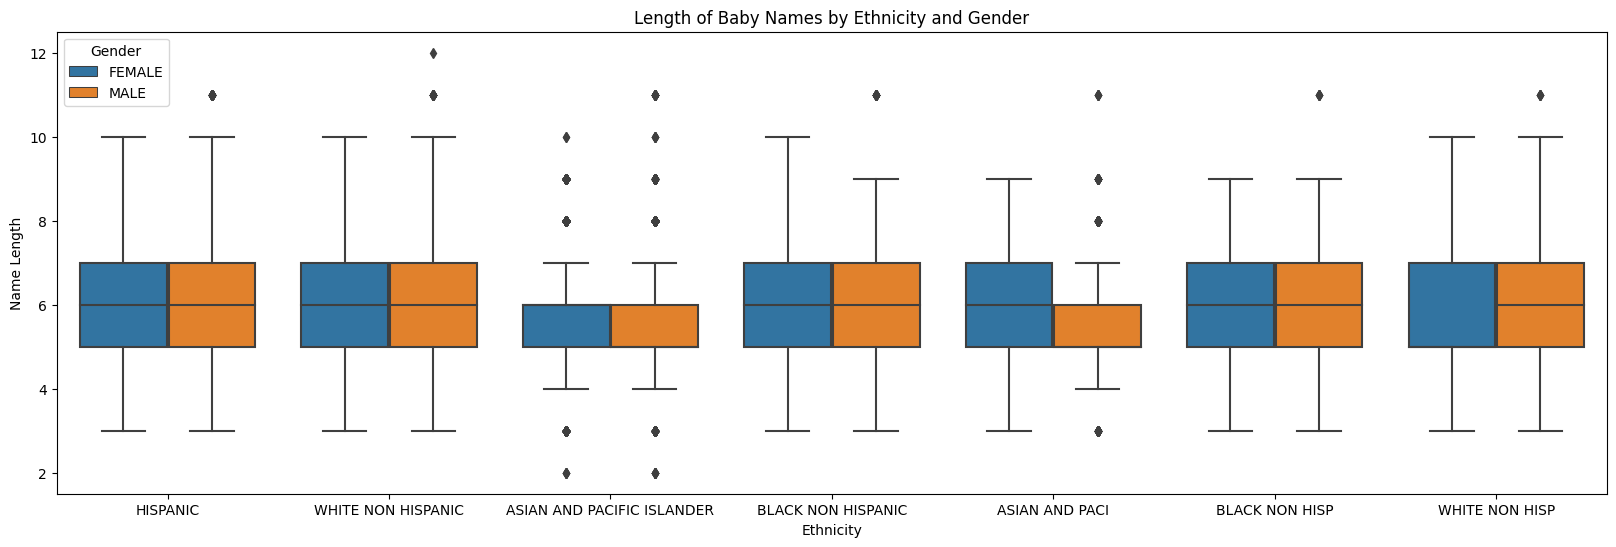 Length of Baby Names by Ethnicity and Gender
Gender
FEMALE
MALE
12
10
8
6
4
2
Name Length
HISPANIC
WHITE NON HISPANIC
ASIAN AND PACIFIC ISLANDER
BLACK NON HISPANIC
ASIAN AND PACI
BLACK NON HISP
WHITE NON HISP
Ethnicity